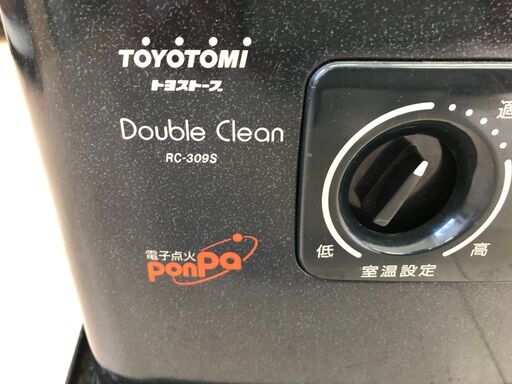 TOYOTOMI
トヨストーブ
Double Clean
RC-309S
電子点火
PonPa
適
低
高
室温設定